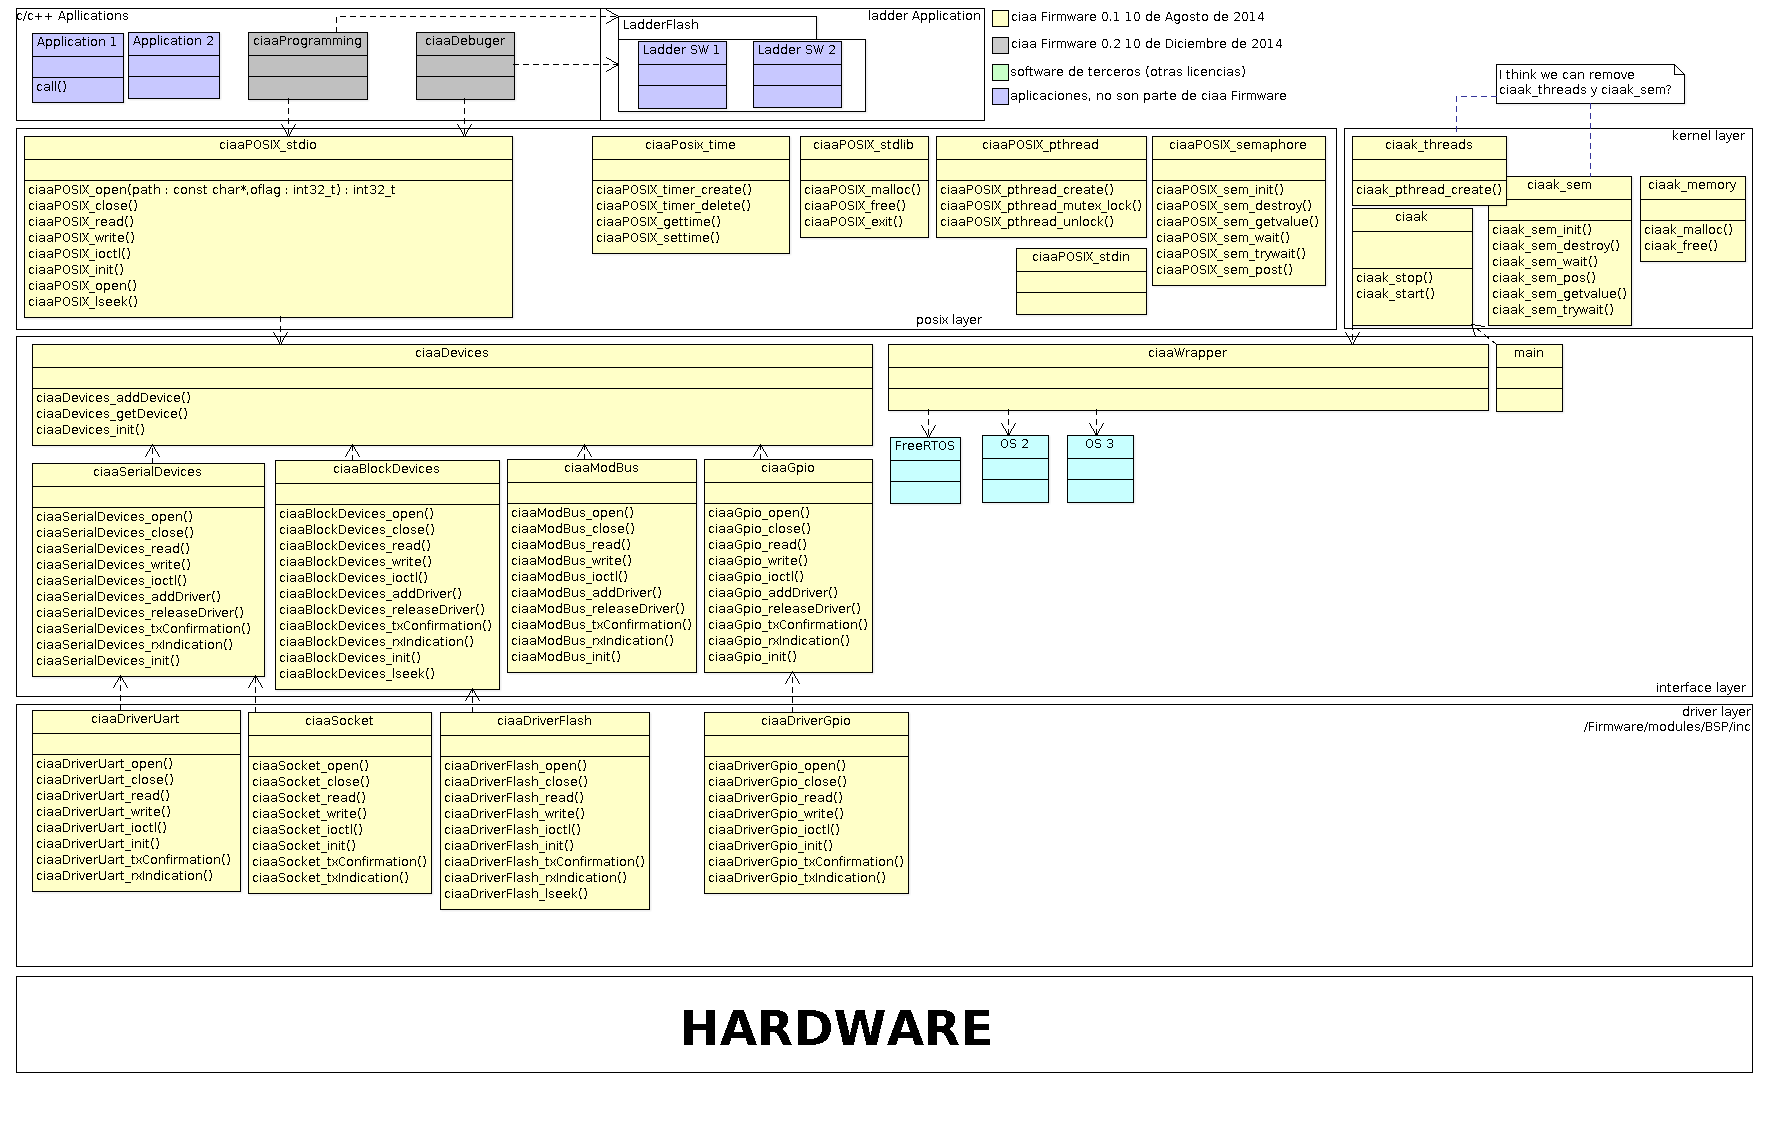 c/c++ Apllications
Application 1
call()
Application 2
ciaaProgramming
ciaaDebuger
ladder Application
LadderFlash
Ladder SW 1
Ladder SW 2
ciaa Firmware 0.1 10 de Agosto de 2014
ciaa Firmware 0.2 10 de Diciembre de 2014
software de terceros (otras licencias)
aplicaciones, no son parte de ciaa Firmware
I think we can remove
ciaak_threads y ciaak_sem?
ciaaPOSIX_stdio
ciaaPOSIX_open(path : const char*,oflag : int32_t) : int32_t
ciaaPOSIX_close()
ciaaPOSIX_read()
ciaaPOSIX_write()
ciaaPOSIX_ioctl()
ciaaPOSIX_init()
ciaaPOSIX_open()
ciaaPOSIX_lseek()
ciaaPosix_time
ciaaPOSIX_timer_create()
ciaaPOSIX_timer_delete()
ciaaPOSIX_gettime()
ciaaPOSIX_settime()
ciaaPOSIX_stdlib
ciaaPOSIX_malloc()
ciaaPOSIX_free()
ciaaPOSIX_exit()
ciaaPOSIX_pthread
ciaaPOSIX_pthread_create()
ciaaPOSIX_pthread_mutex_lock()
ciaaPOSIX_pthread_unlock()
ciaaPOSIX_stdin
ciaaPOSIX_semaphore
ciaaPOSIX_sem_init()
ciaaPOSIX_sem_destroy()
ciaaPOSIX_sem_getvalue()
ciaaPOSIX_sem_wait()
ciaaPOSIX_sem_trywait()
ciaaPOSIX_sem_post()
posix layer
kernel layer
ciaak_threads
ciaak_pthread_create()
ciaak
ciaak_stop()
ciaak_start()
ciaak_sem
ciaak_sem_init()
ciaak_sem_destroy()
ciaak_sem_wait()
ciaak_sem_pos()
ciaak_sem_getvalue()
ciaak_sem_trywait()
ciaak_memory
ciaak_malloc()
ciaak_free()
ciaaDevices
ciaaDevices_addDevice()
ciaaDevices_getDevice()
ciaaDevices_init()
ciaaWrapper
main
FreeRTOS
OS 2
OS 3
ciaaSerialDevices
ciaaSerialDevices_open()
ciaaSerialDevices_close()
ciaaSerialDevices_read()
ciaaSerialDevices_write()
ciaaSerialDevices_ioctl()
ciaaSerialDevices_addDriver()
ciaaSerialDevices_releaseDriver()
ciaaSerialDevices_txConfirmation()
ciaaSerialDevices_rxIndication()
ciaaSerialDevices_init()
ciaaBlockDevices
ciaaBlockDevices_open()
ciaaBlockDevices_close()
ciaaBlockDevices_read()
ciaaBlockDevices_write()
ciaaBlockDevices_ioctl()
ciaaBlockDevices_addDriver()
ciaaBlockDevices_releaseDriver()
ciaaBlockDevices_txConfirmation()
ciaaBlockDevices_rxIndication()
ciaaBlockDevices_init()
ciaaBlockDevices_lseek()
ciaaModBus
ciaaModBus_open()
ciaaModBus_close()
ciaaModBus_read()
ciaaModBus_write()
ciaaModBus_ioctl()
ciaaModBus_addDriver()
ciaaModBus_releaseDriver()
ciaaModBus_txConfirmation()
ciaaModBus_rxIndication()
ciaaModBus_init()
ciaaGpio
ciaaGpio_open()
ciaaGpio_close()
ciaaGpio_read()
ciaaGpio_write()
ciaaGpio_ioctl()
ciaaGpio_addDriver()
ciaaGpio_releaseDriver()
ciaaGpio_txConfirmation()
ciaaGpio_rxIndication()
ciaaGpio_init()
interface layer
driver layer
/Firmware/modules/BSP/inc
ciaaDriverUart
ciaaDriverUart_open()
ciaaDriverUart_close()
ciaaDriverUart_read()
ciaaDriverUart_write()
ciaaDriverUart_ioctl()
ciaaDriverUart_init()
ciaaDriverUart_txConfirmation()
ciaaDriverUart_rxIndication()
ciaaSocket
ciaaSocket_open()
ciaaSocket_close()
ciaaSocket_read()
ciaaSocket_write()
ciaaSocket_ioctl()
ciaaSocket_init()
ciaaSocket_txConfirmation()
ciaaSocket_txIndication()
ciaaDriverFlash
ciaaDriverFlash_open()
ciaaDriverFlash_close()
ciaaDriverFlash_read()
ciaaDriverFlash_write()
ciaaDriverFlash_ioctl()
ciaaDriverFlash_init()
ciaaDriverFlash_txConfirmation()
ciaaDriverFlash_rxIndication()
ciaaDriverFlash_lseek()
ciaaDriverGpio
ciaaDriverGpio_open()
ciaaDriverGpio_close()
ciaaDriverGpio_read()
ciaaDriverGpio_write()
ciaaDriverGpio_ioctl()
ciaaDriverGpio_init()
ciaaDriverGpio_txConfirmation()
ciaaDriverGpio_txIndication()
HARDWARE